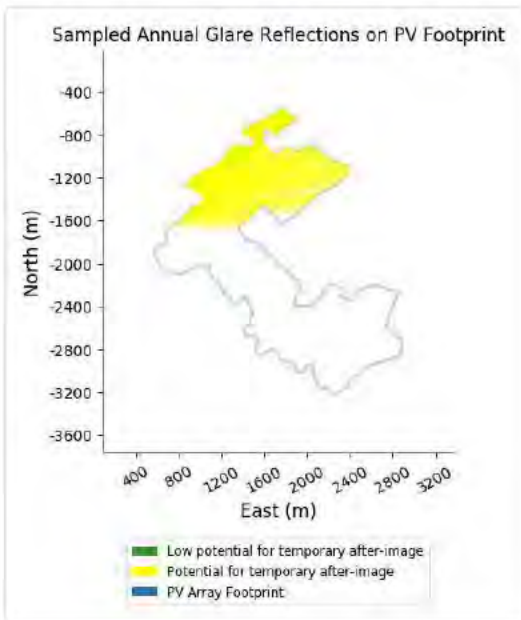 Sampled Annual Glare Reflections on PV Footprint
-400
-800
-1200
-1600
-2000
-2400
-2800
-3200
-3600
North (m)
400
800
1200
1600
2000
2400
2800
3200
East (m)
Low potential for temporary after-image
Potential for temporary after-image
PV Array Footprint